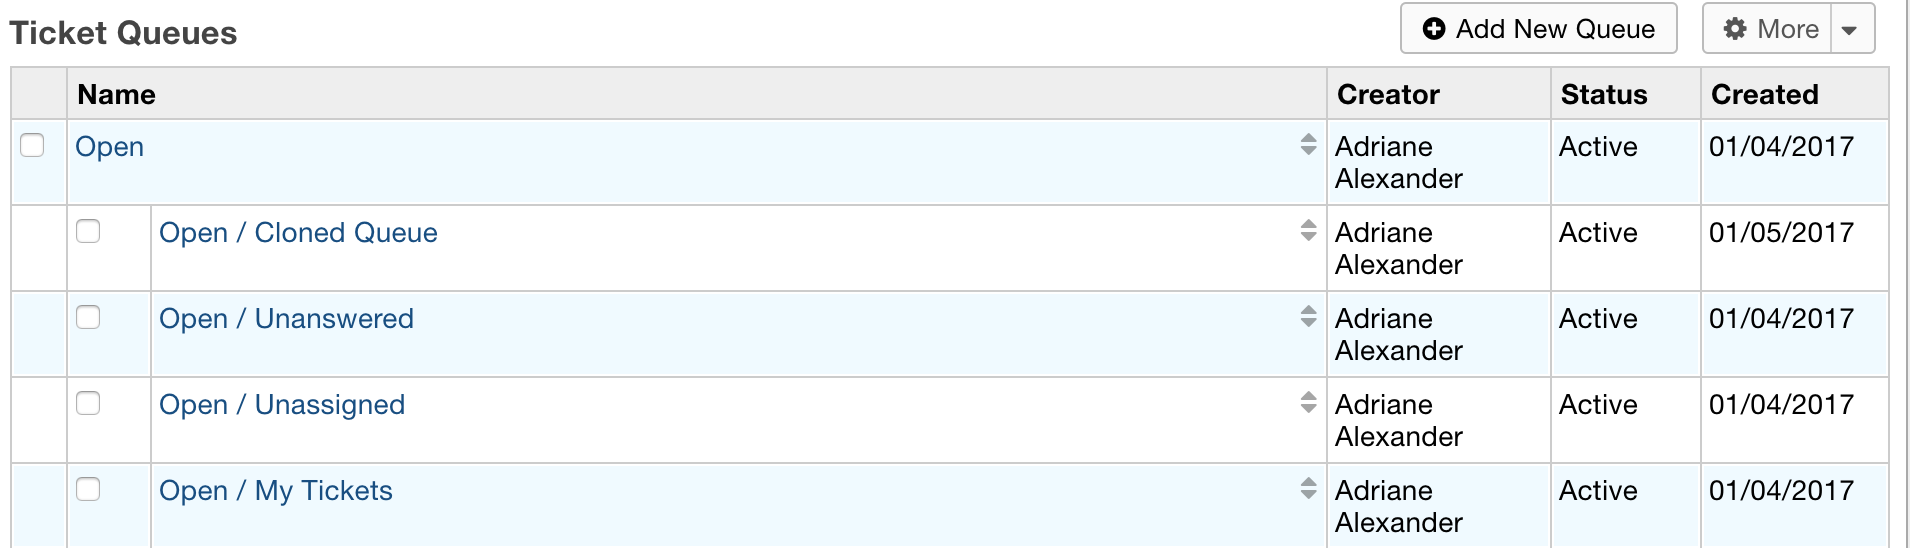 Ticket Queues
Add New Queue
More
Name Creator Status Created
Open Adriane Active 01/04/2017
Alexander
Open / Cloned Queue Adriane Active 01/05/2017
Alexander
Open / Unanswered Adriane Active 01/04/2017
Alexander
Open / Unassigned Adriane Active 01/04/2017
Alexander
Open / My Tickets Adriane Active 01/04/2017
Alexander